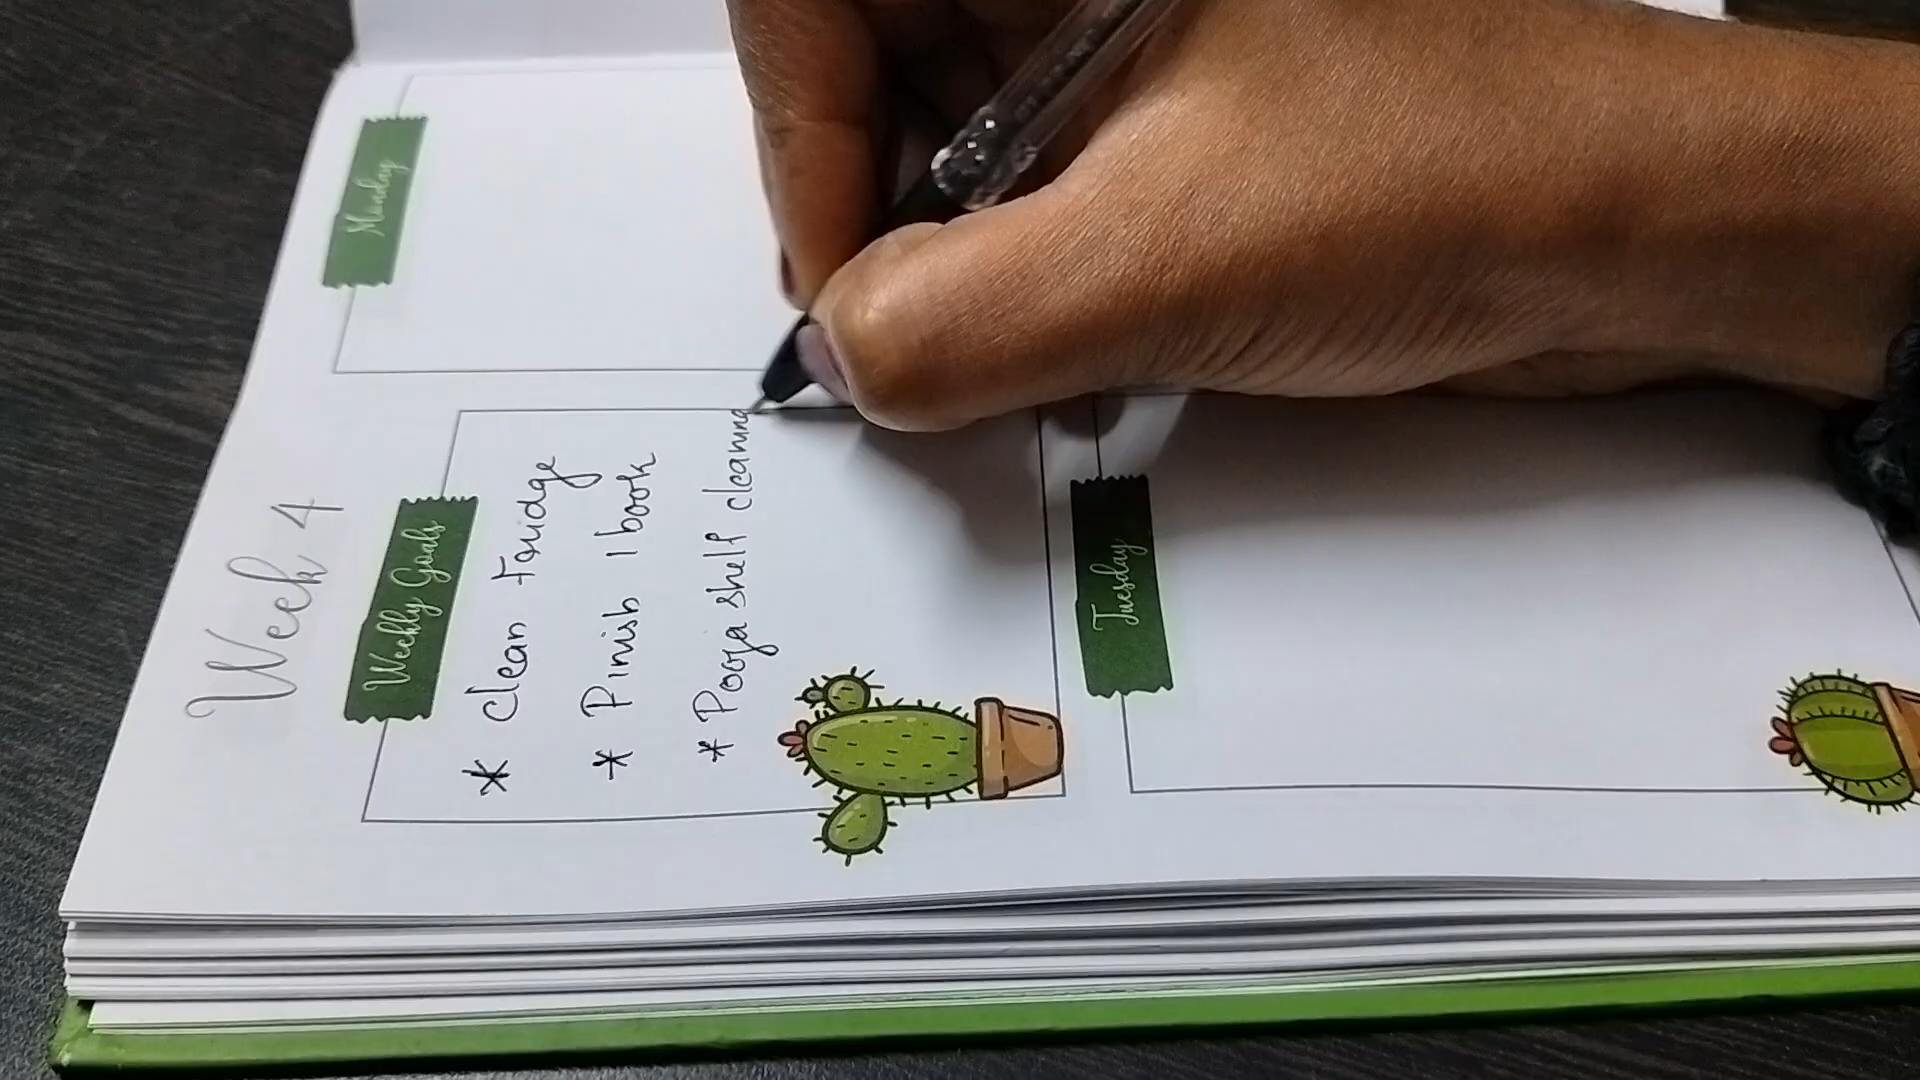 Week 4
Monday
Weekly Goals
* Clean Fridge
* Finish 1 book
* Pooja shelf cleaning
Tuesday